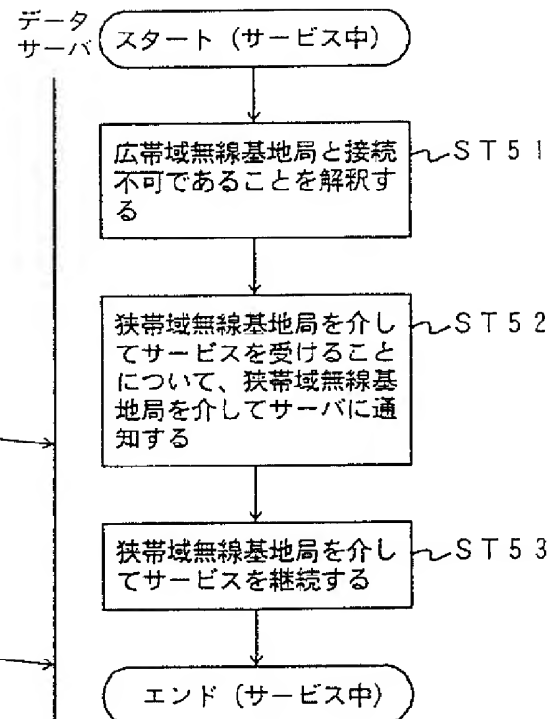 データ
サーバ
スタート（サービス中）
広帯域無線基地局と接続
不可であることを解釈す
る
ST51
狭帯域無線基地局を介し
てサービスを受けること
について、狭帯域無線基
地局を介してサーバに通
知する
ST52
狭帯域無線基地局を介し
てサービスを継続する
ST53
エンド（サービス中）